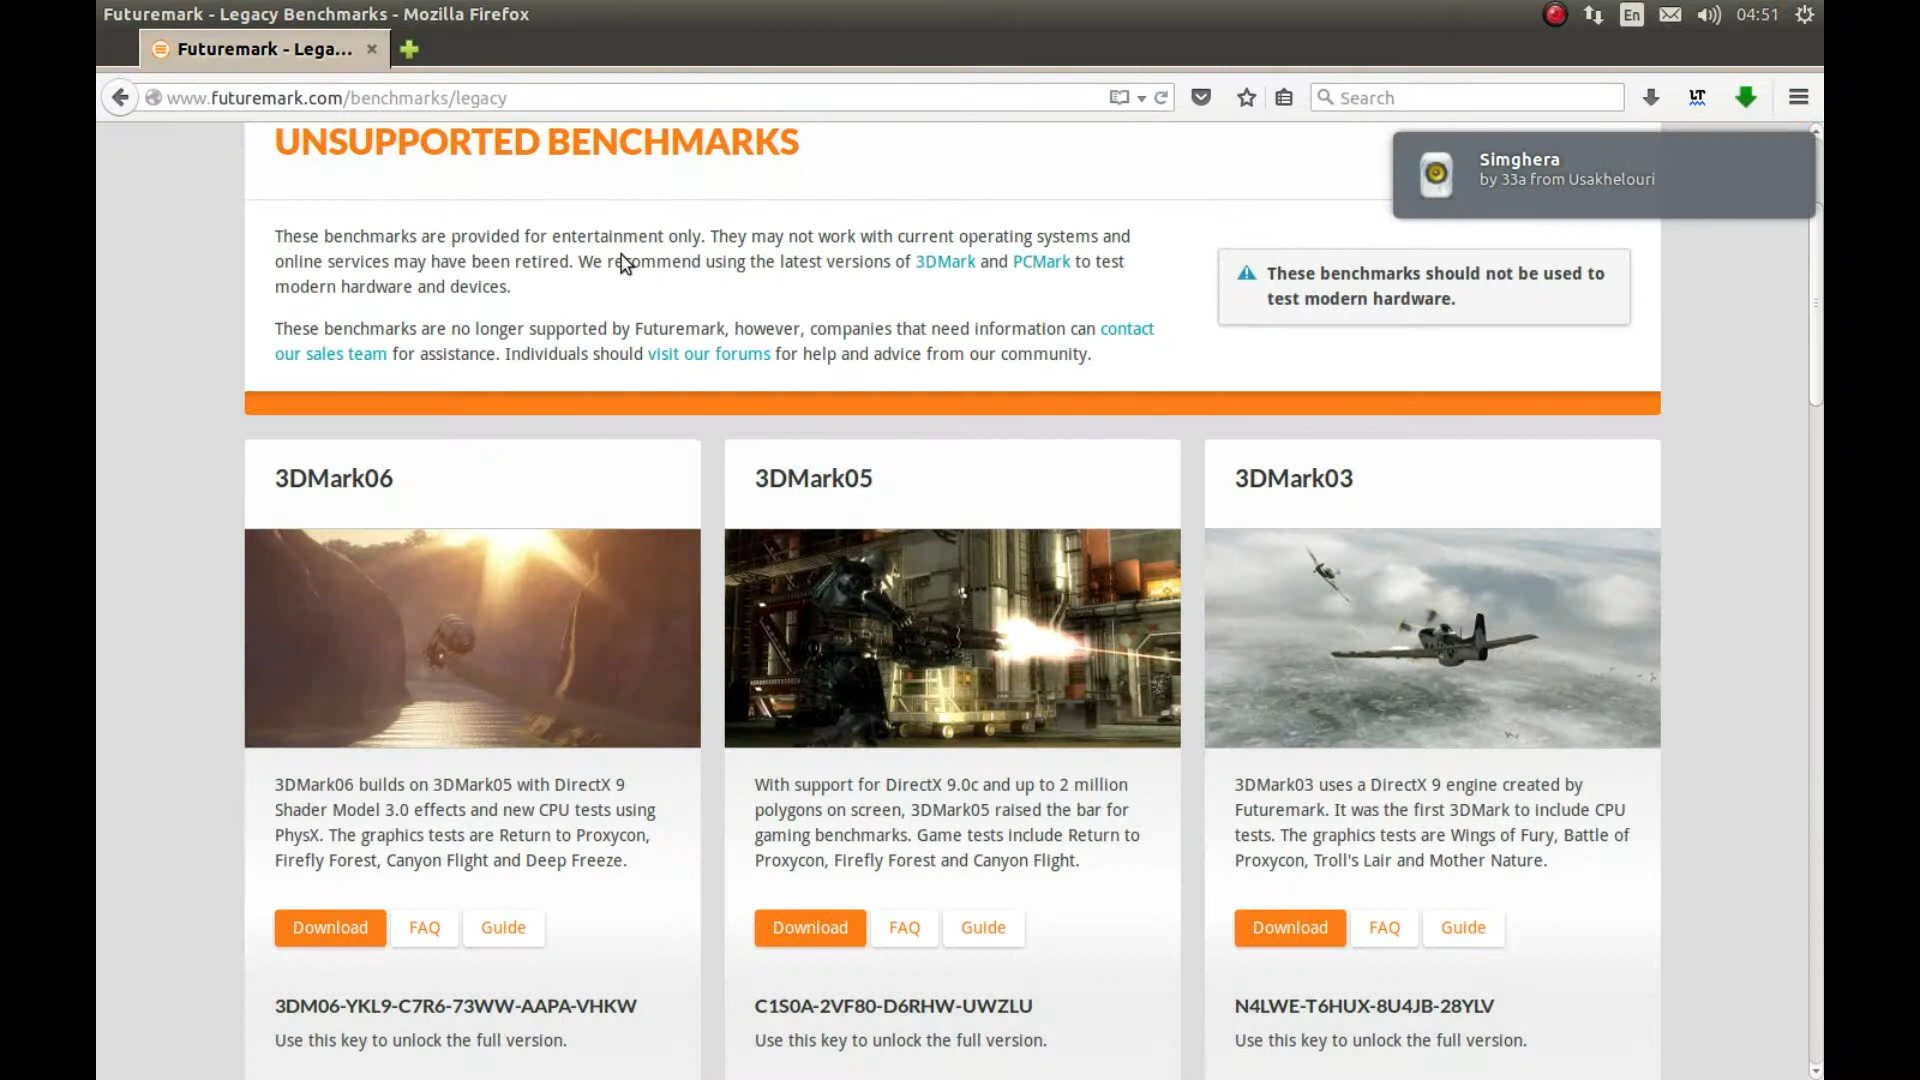 Futuremark - Legacy Benchmarks - Mozilla Firefox
En
04:51
Futuremark - Lega...
www.futuremark.com/benchmarks/legacy
Search
LT
UNSUPPORTED BENCHMARKS
Simghera
by 33a from Usakhelouri
These benchmarks are provided for entertainment only. They may not work with current operating systems and
online services may have been retired. We recommend using the latest versions of 3DMark and PCMark to test
modern hardware and devices.
These benchmarks should not be used to
test modern hardware.
These benchmarks are no longer supported by Futuremark, however, companies that need information can contact
our sales team for assistance. Individuals should visit our forums for help and advice from our community.
3DMark06
3DMark06 builds on 3DMark05 with DirectX 9
Shader Model 3.0 effects and new CPU tests using
PhysX. The graphics tests are Return to Proxycon,
Firefly Forest, Canyon Flight and Deep Freeze.
Download
FAQ
Guide
3DM06-YKL9-C7R6-73WW-AAPA-VHKW
Use this key to unlock the full version.
3DMark05
With support for DirectX 9.0c and up to 2 million
polygons on screen, 3DMark05 raised the bar for
gaming benchmarks. Game tests include Return to
Proxycon, Firefly Forest and Canyon Flight.
Download
FAQ
Guide
C1S0A-2VF80-D6RHW-UWZLU
Use this key to unlock the full version.
3DMark03
3DMark03 uses a DirectX 9 engine created by
Futuremark. It was the first 3DMark to include CPU
tests. The graphics tests are Wings of Fury, Battle of
Proxycon, Troll's Lair and Mother Nature.
Download
FAQ
Guide
N4LWE-T6HUX-8U4JB-28YLV
Use this key to unlock the full version.